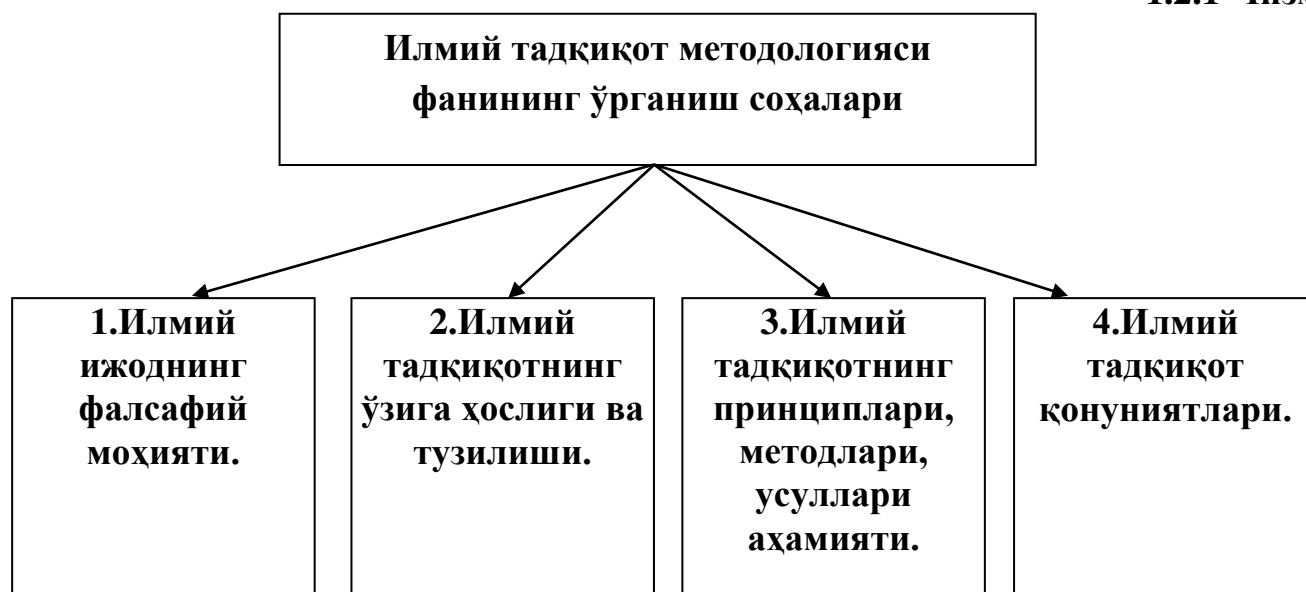 Илмий тадқиқот методологияси
фанининг ўрганиш соҳалари
1.Илмий
ижоднинг
фалсафий
моҳияти.
2.Илмий
тадқиқотнинг
ўзига ҳослиги ва
тузилиши.
3.Илмий
тадқиқотнинг
принциплари,
методлари,
усуллари
аҳамияти.
4.Илмий
тадқиқот
қонуниятлари.